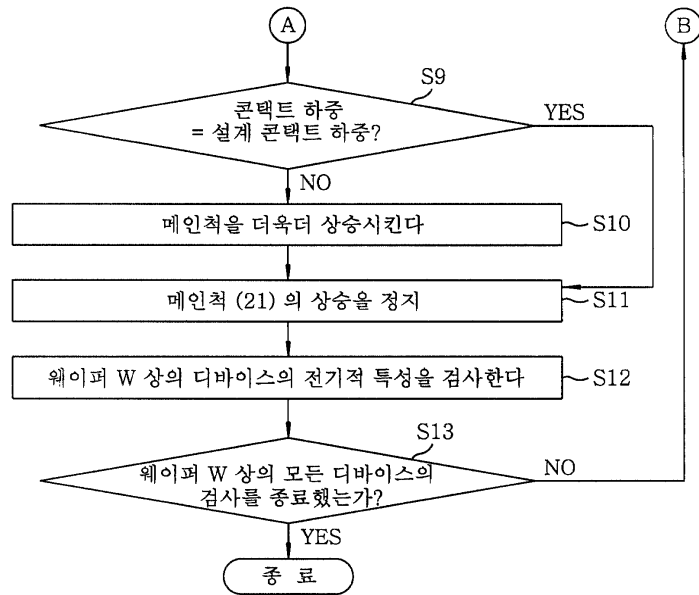 A
B
S9
콘택트 하중
= 설계 콘택트 하중?
YES
NO
메인척을 더욱더 상승시킨다
S10
메인척 (21) 의 상승을 정지
S11
웨이퍼 W 상의 디바이스의 전기적 특성을 검사한다
S12
S13
웨이퍼 W 상의 모든 디바이스의
검사를 종료했는가?
NO
YES
종 료